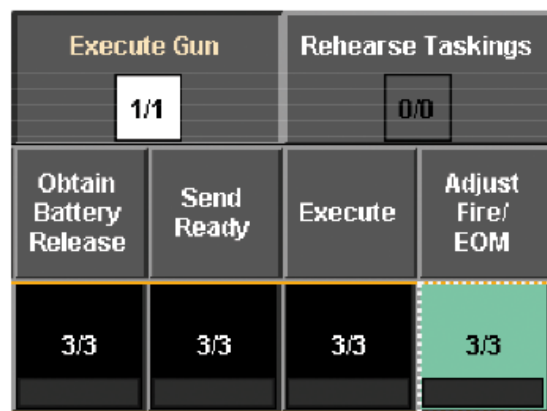 Execute Gun
Rehearse Taskings
1/1
0/0
Obtain
Battery
Release
Send
Ready
Execute
Adjust
Fire/
EOM
3/3
3/3
3/3
3/3